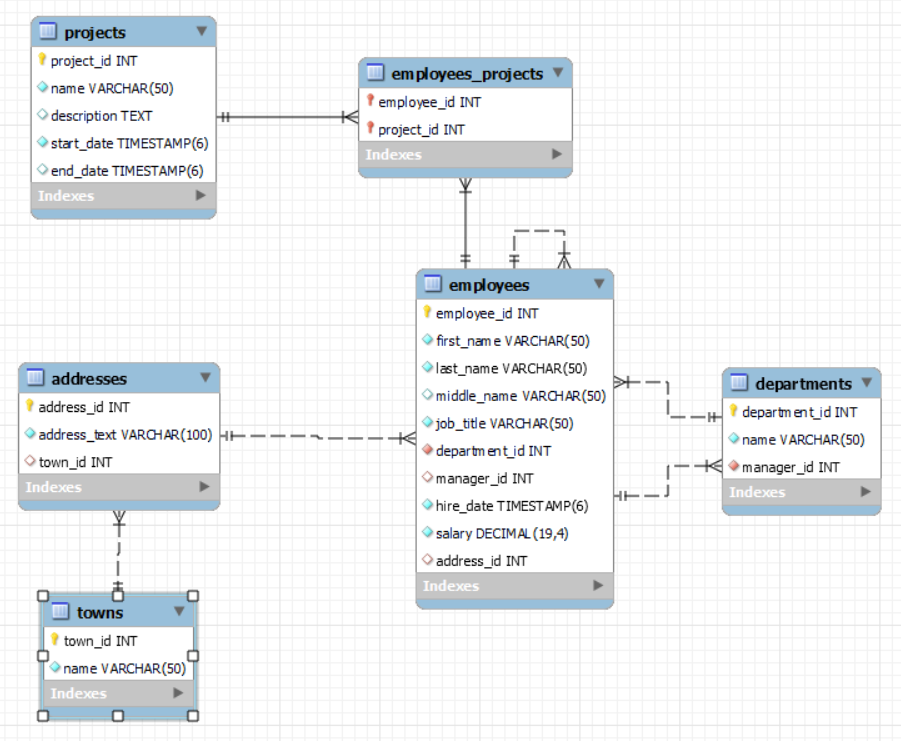 projects
project_id INT
name VARCHAR(50)
description TEXT
start_date TIMESTAMP(6)
end_date TIMESTAMP(6)
Indexes
employees_projects
employee_id INT
project_id INT
Indexes
employees
employee_id INT
first_name VARCHAR(50)
last_name VARCHAR(50)
middle_name VARCHAR(50)
job_title VARCHAR(50)
department_id INT
manager_id INT
hire_date TIMESTAMP(6)
salary DECIMAL(19,4)
address_id INT
Indexes
addresses
address_id INT
address_text VARCHAR(100)
town_id INT
Indexes
departments
department_id INT
name VARCHAR(50)
manager_id INT
Indexes
towns
town_id INT
name VARCHAR(50)
Indexes